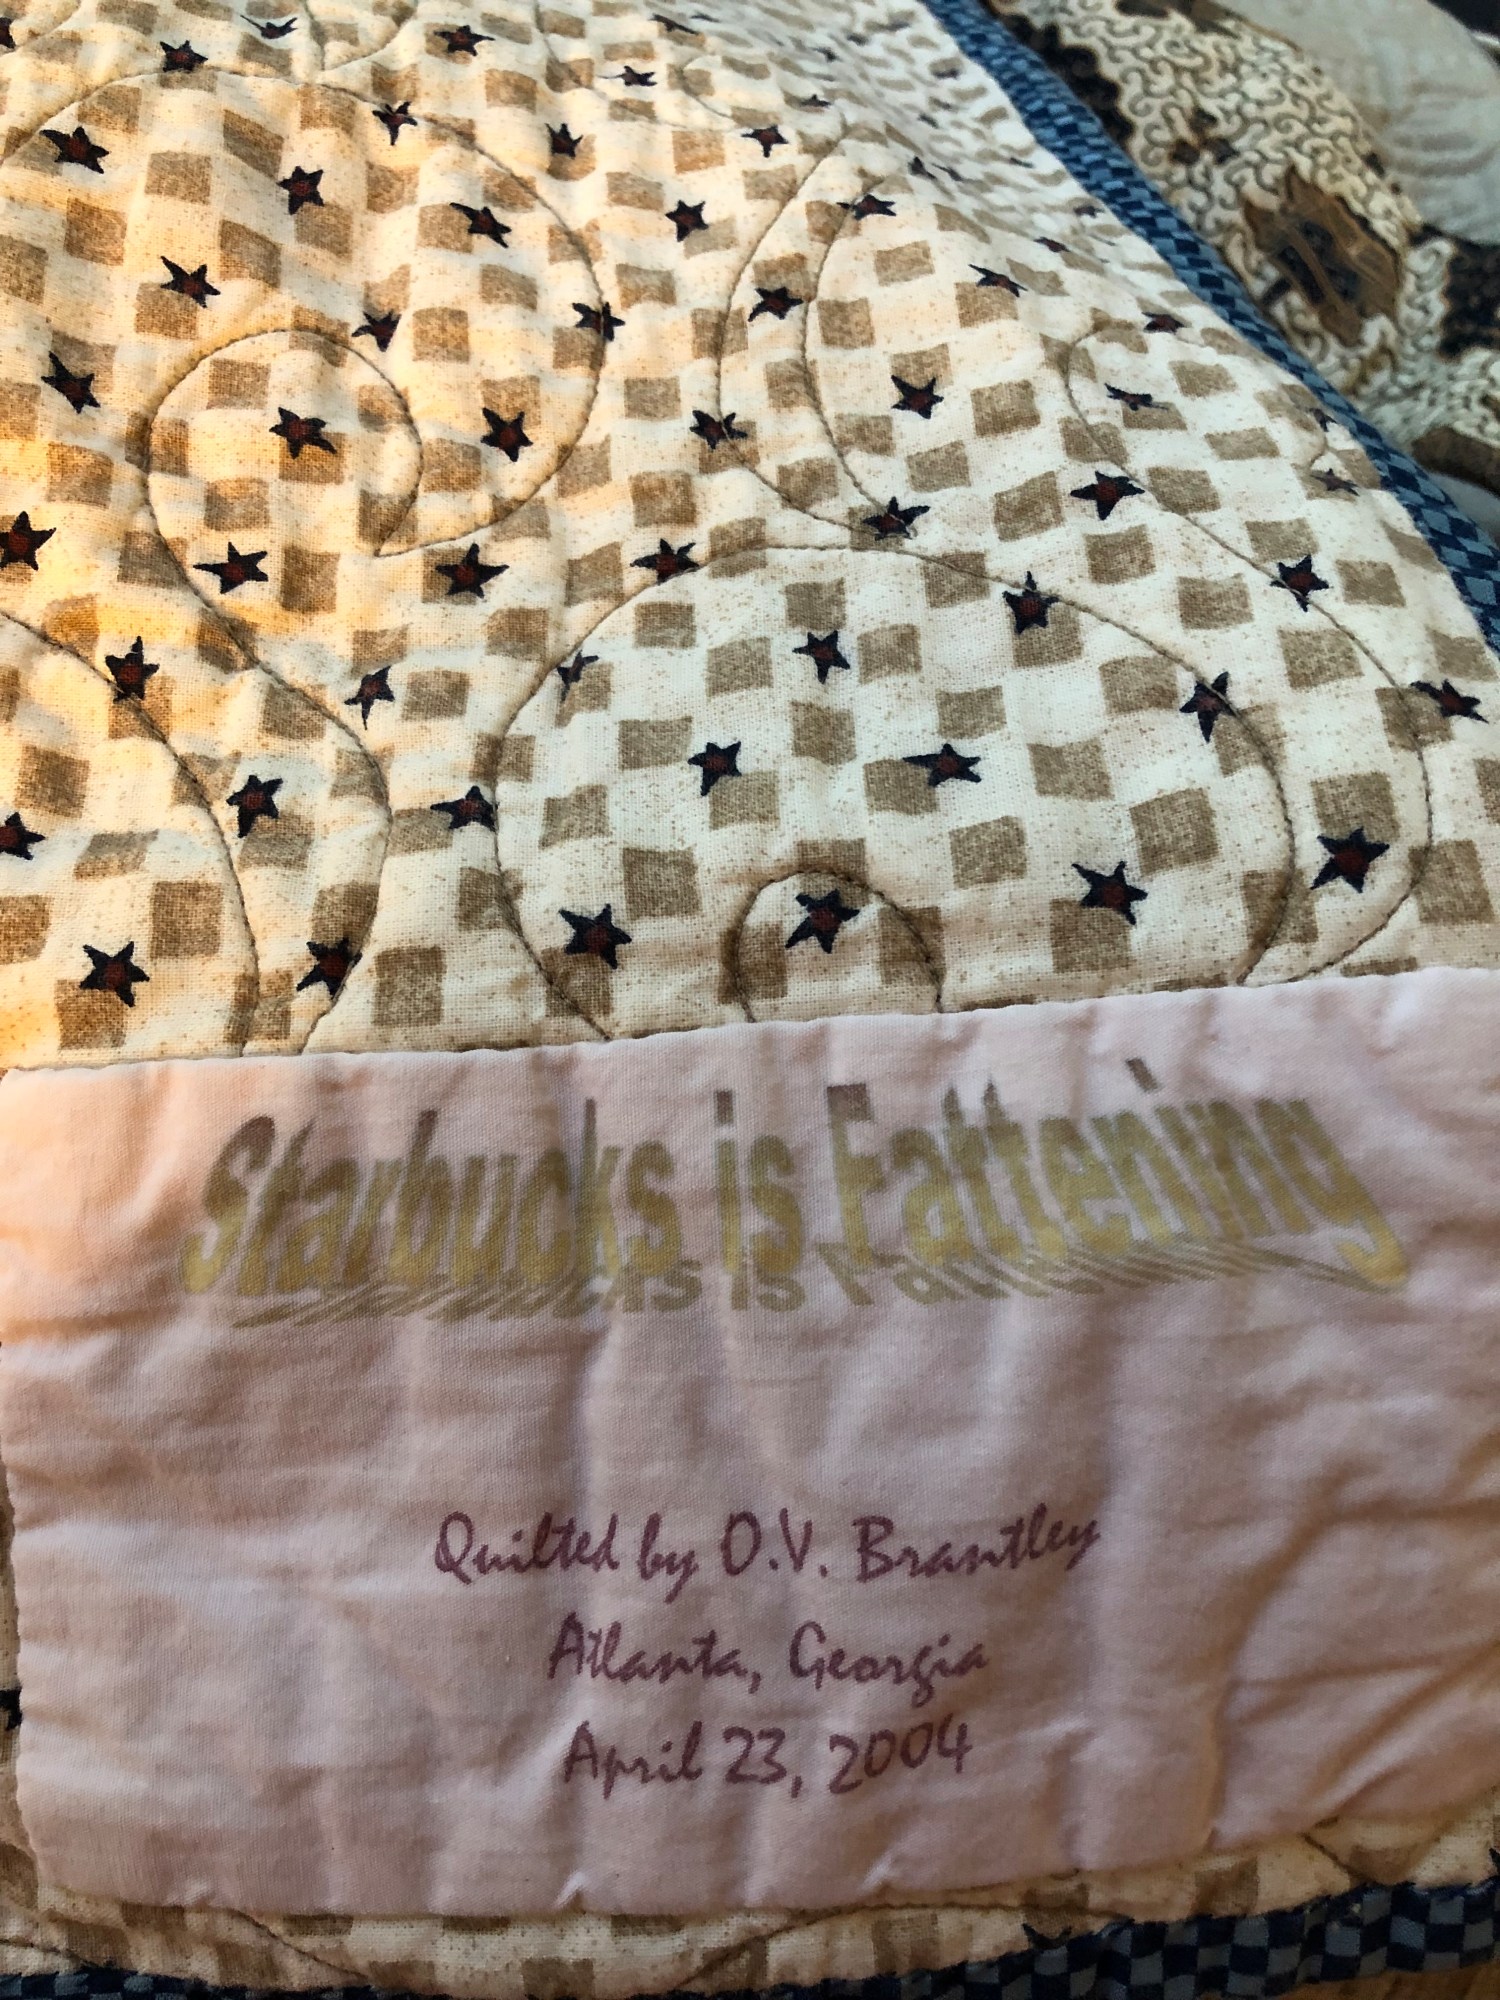 Starbucks is Fattening
Quilted by O.V. Brantley
Atlanta, Georgia
April 23, 2004